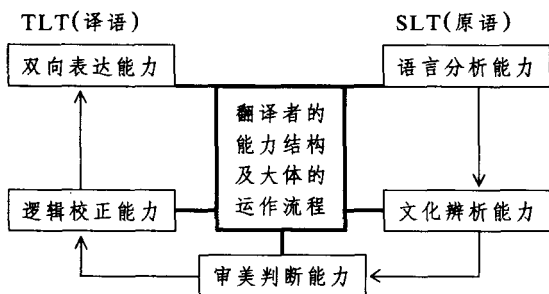 TLT(译语)
SLT(原语)
双向表达能力
语言分析能力
翻译者的
能力结构
及大体的
运作流程
逻辑校正能力
文化辨析能力
审美判断能力